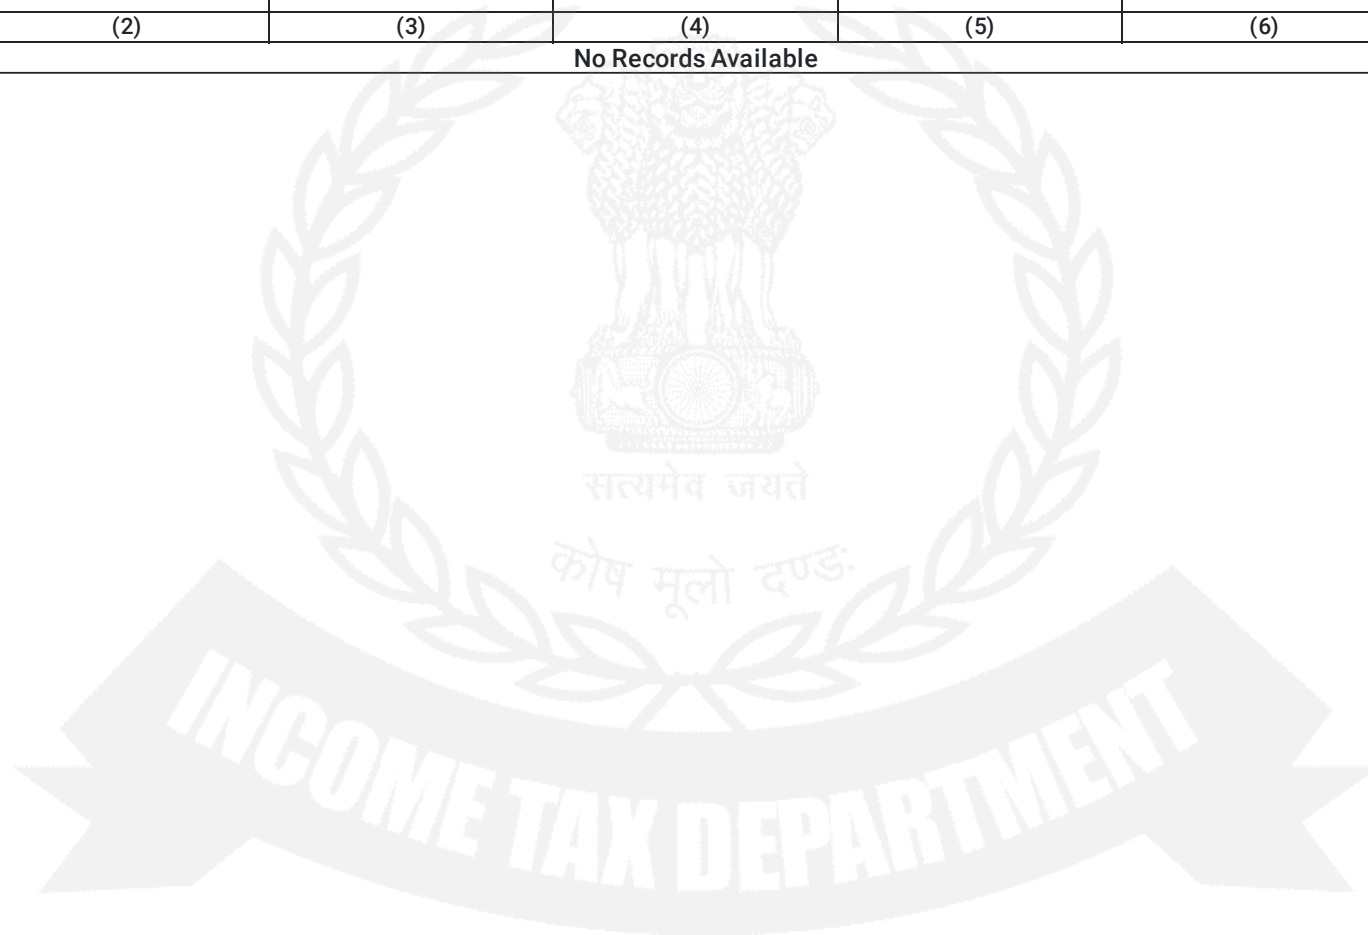 (2) (3) (4) (5) (6)
No Records Available
सत्यमेव जयते
कोष मूलो दण्डः
INCOME TAX DEPARTMENT